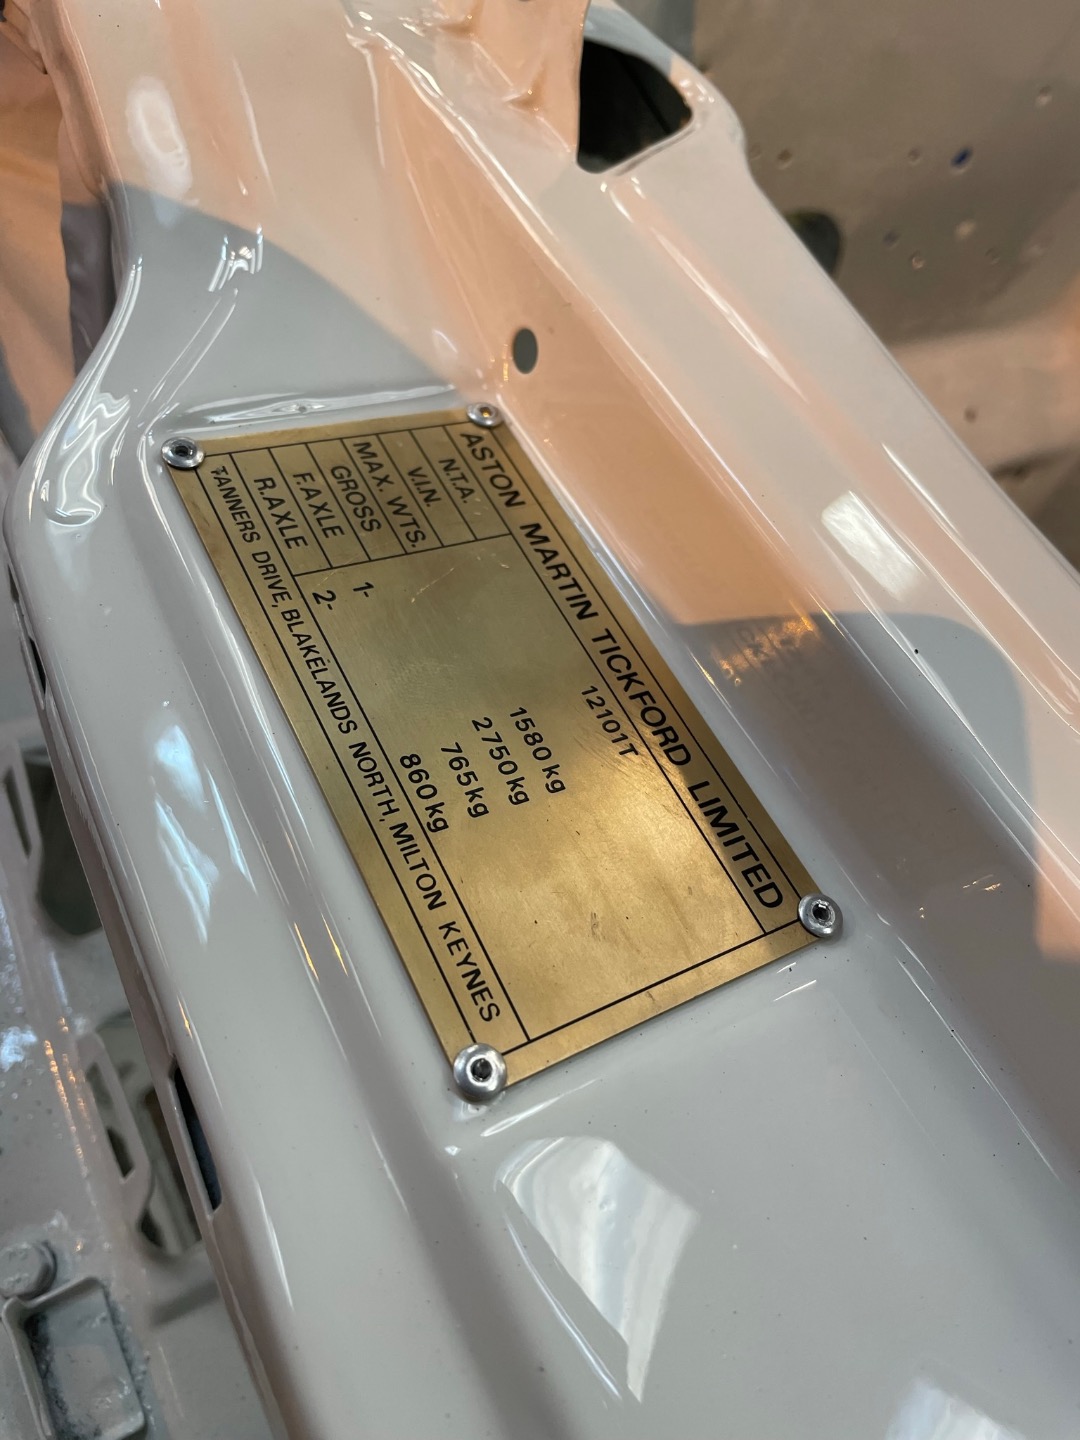 ASTON MARTIN TICKFORD LIMITED
N.T.A. 12101T
V.I.N.
MAX. WTS. 1580 kg
GROSS 2750 kg
F.AXLE 1- 765 kg
R.AXLE 2- 860 kg
TANNERS DRIVE, BLAKELANDS NORTH, MILTON KEYNES